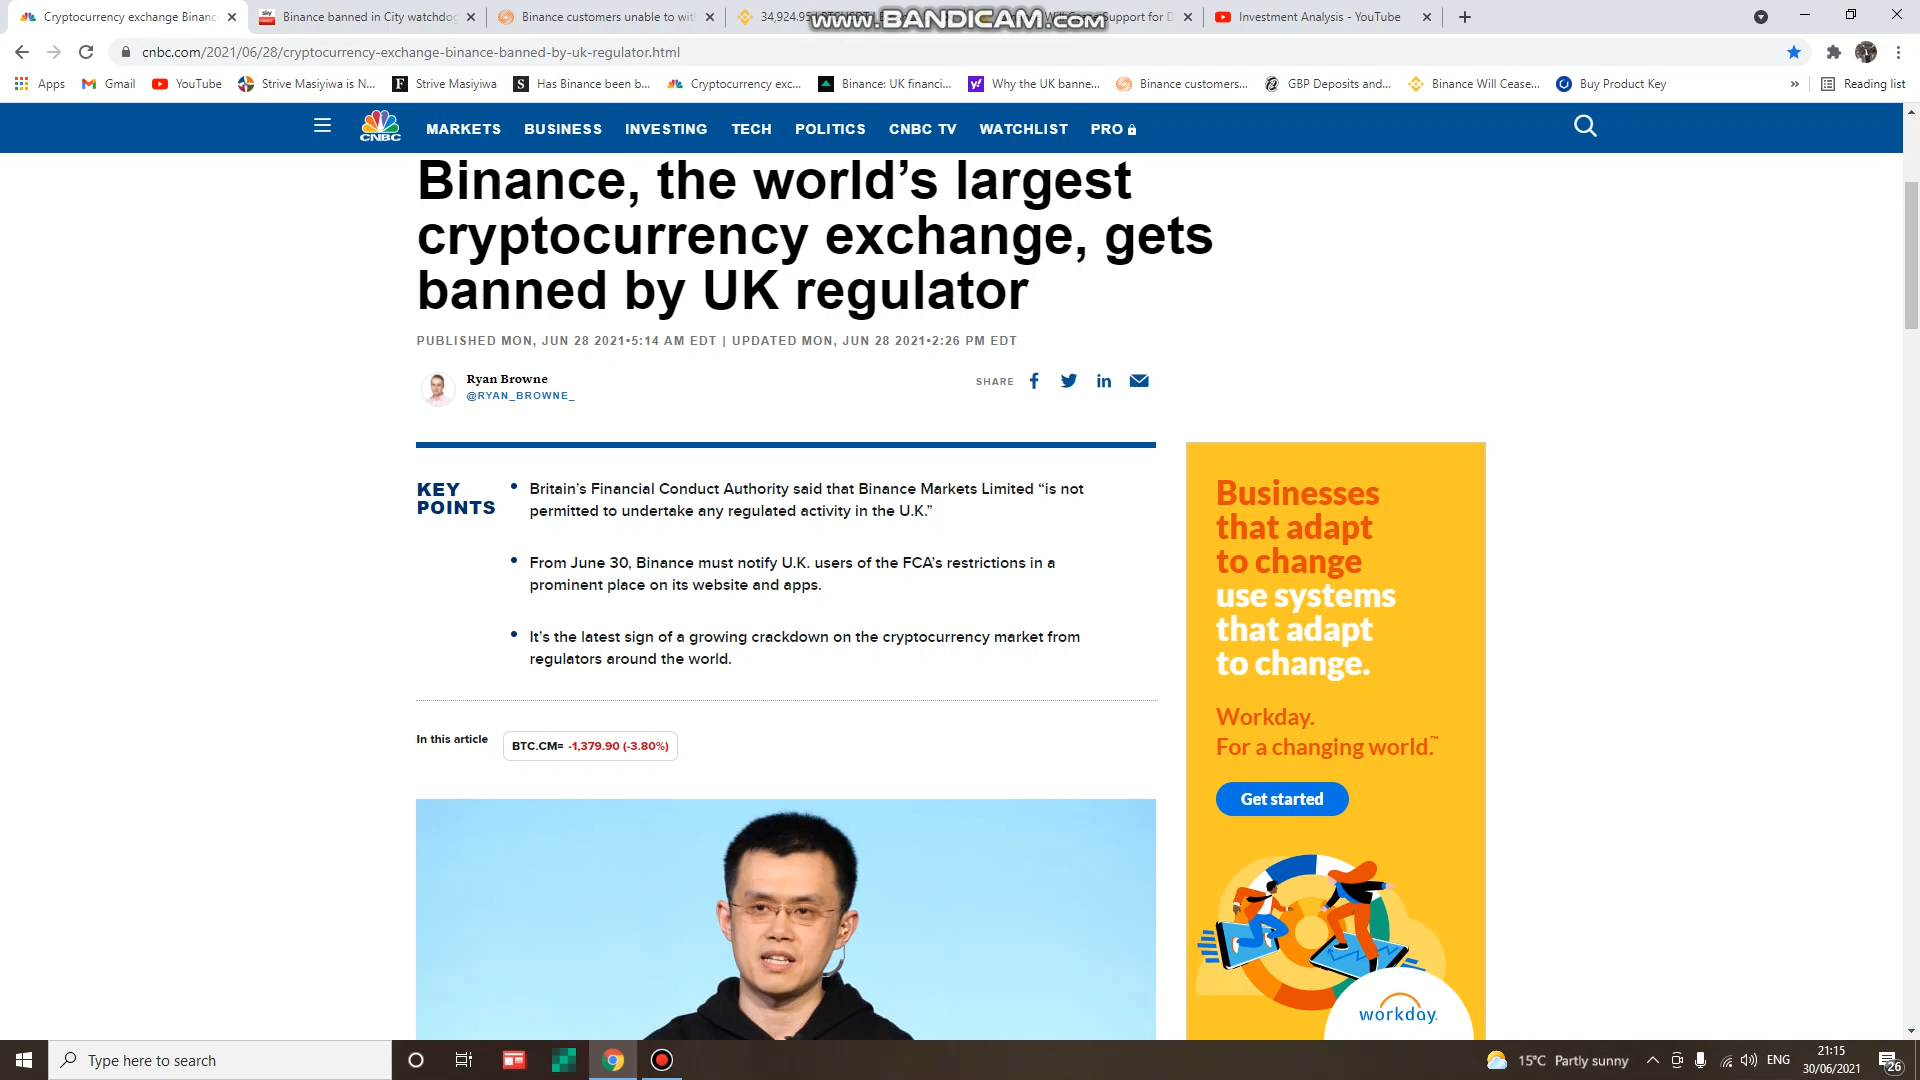 Cryptocurrency exchange Binanc
Binance banned in City watchdog
Binance customers unable to wit
34,924.95
Support for D
Investment Analysis - YouTube
www.BANDICAM.com
cnbc.com/2021/06/28/cryptocurrency-exchange-binance-banned-by-uk-regulator.html
Apps
Gmail
YouTube
Strive Masiyiwa is N...
Strive Masiyiwa
Has Binance been b...
Cryptocurrency exc...
Binance: UK financi...
Why the UK banne...
Binance customers...
GBP Deposits and...
Binance Will Cease...
Buy Product Key
»
Reading list
CNBC
MARKETS
BUSINESS
INVESTING
TECH
POLITICS
CNBC TV
WATCHLIST
PRO
Binance, the world’s largest
cryptocurrency exchange, gets
banned by UK regulator
PUBLISHED MON, JUN 28 2021•5:14 AM EDT | UPDATED MON, JUN 28 2021•2:26 PM EDT
Ryan Browne
@RYAN_BROWNE_
SHARE
KEY
POINTS
• Britain’s Financial Conduct Authority said that Binance Markets Limited “is not
permitted to undertake any regulated activity in the U.K.”
• From June 30, Binance must notify U.K. users of the FCA’s restrictions in a
prominent place on its website and apps.
• It’s the latest sign of a growing crackdown on the cryptocurrency market from
regulators around the world.
In this article
BTC.CM= -1,379.90 (-3.80%)
Businesses
that adapt
to change
use systems
that adapt
to change.
Workday.
For a changing world.™
Get started
workday.
Type here to search
15°C Partly sunny
ENG
21:15
30/06/2021
26